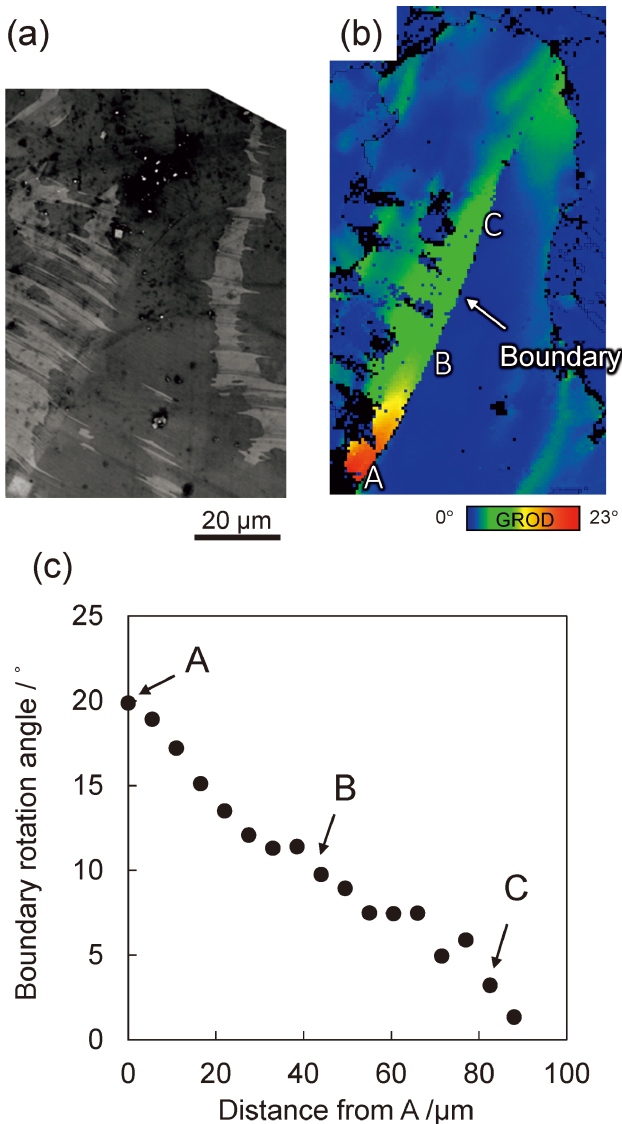 (a)
(b)
C
B
Boundary
A
20 μm
0°
GROD
23°
(c)
25
20
15
10
5
0
Boundary rotation angle / °
A
B
C
0
20
40
60
80
100
Distance from A /μm